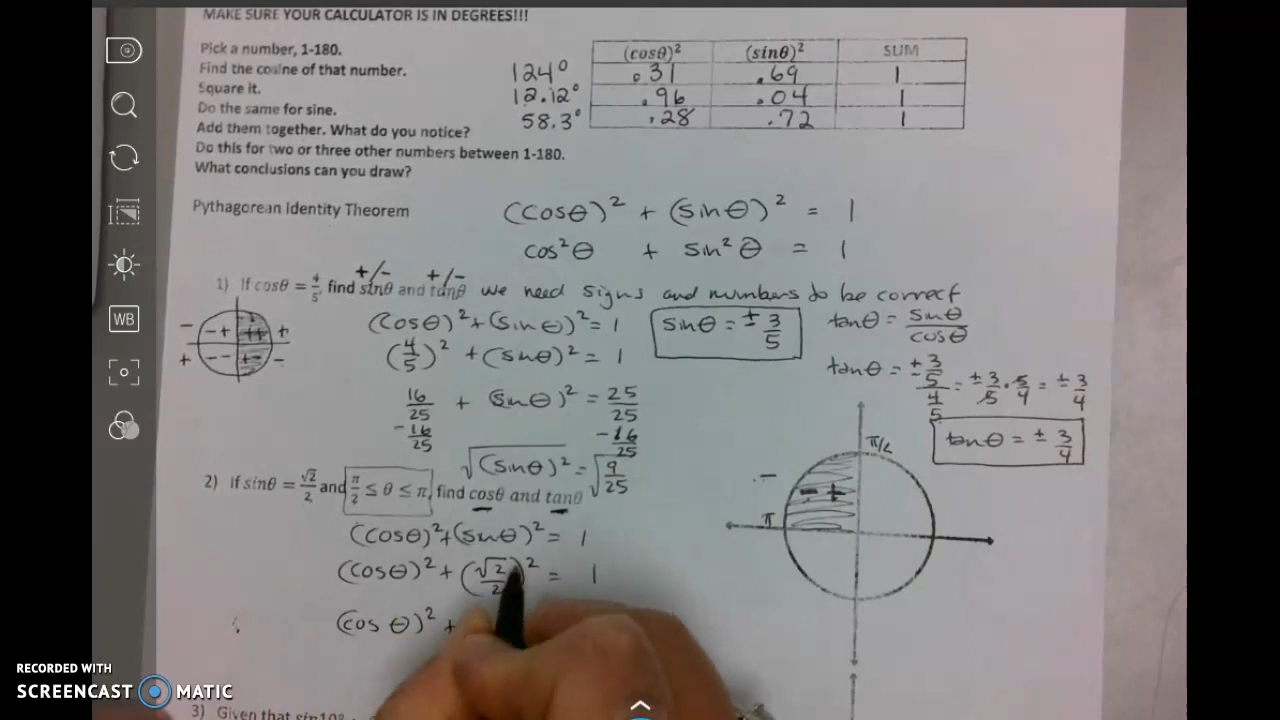 MAKE SURE YOUR CALCULATOR IS IN DEGREES!!!
Pick a number, 1-180.
Find the cosine of that number.
Square it.
Do the same for sine.
Add them together. What do you notice?
Do this for two or three other numbers between 1-180.
What conclusions can you draw?
(cosθ)² (sinθ)² SUM
124° .31 .69 1
12.12° .96 .04 1
58.3° .28 .72 1
Pythagorean Identity Theorem
(cosθ)² + (sinθ)² = 1
cos²θ + sin²θ = 1
+/- +/-
1) If cosθ = 4/5, find sinθ and tanθ we need signs and numbers to be correct
- -+ ++ +
+ -- +- -
(cosθ)² + (sinθ)² = 1
(4/5)² + (sinθ)² = 1
16/25 + (sinθ)² = 25/25
-16/25 -16/25
√(sinθ)² = √9/25
sinθ = ± 3/5
tanθ = sinθ/cosθ
tanθ = ± 3/5 / 4/5 = ± 3/5 · 5/4 = ± 3/4
tanθ = ± 3/4
2) If sinθ = √2/2 and π/2 ≤ θ ≤ π, find cosθ and tanθ
π/2
- - +
π
(cosθ)² + (sinθ)² = 1
(cosθ)² + (√2/2)² = 1
(cos θ)² +
3) Given that sin10°
WB
RECORDED WITH
SCREENCAST MATIC